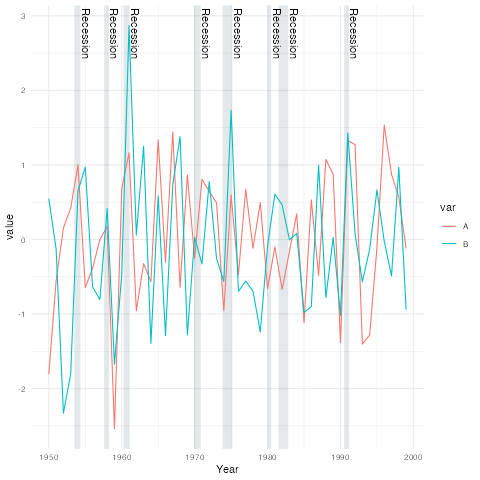 3
2
1
0
-1
-2
value
Recession
Recession
Recession
Recession
Recession
Recession
Recession
Recession
1950
1960
1970
1980
1990
2000
Year
var
A
B